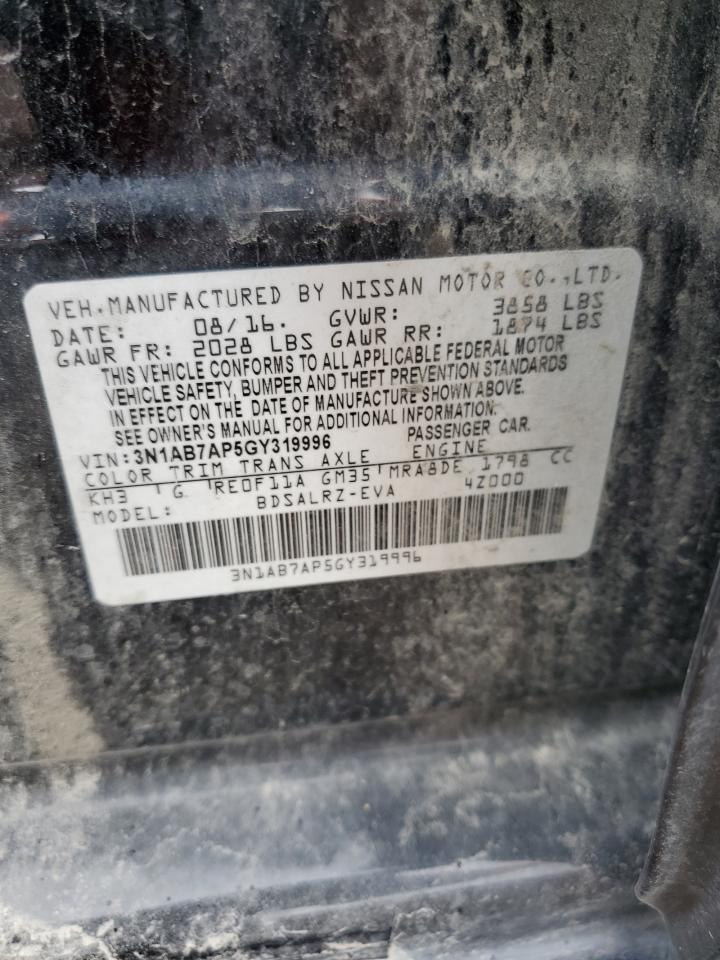 VEH. MANUFACTURED BY NISSAN MOTOR CO., LTD.
DATE: 08/16. GVWR: 3858 LBS
GAWR FR: 2028 LBS GAWR RR: 1874 LBS
THIS VEHICLE CONFORMS TO ALL APPLICABLE FEDERAL MOTOR
VEHICLE SAFETY, BUMPER AND THEFT PREVENTION STANDARDS
IN EFFECT ON THE DATE OF MANUFACTURE SHOWN ABOVE.
SEE OWNER'S MANUAL FOR ADDITIONAL INFORMATION.
VIN: 3N1AB7AP5GY319996 PASSENGER CAR.
COLOR TRIM TRANS AXLE ENGINE
KH3 G RE0F11A GM35 MRA8DE 1798 CC
MODEL: BDSALRZ-EVA 4Z000
3N1AB7AP5GY319996